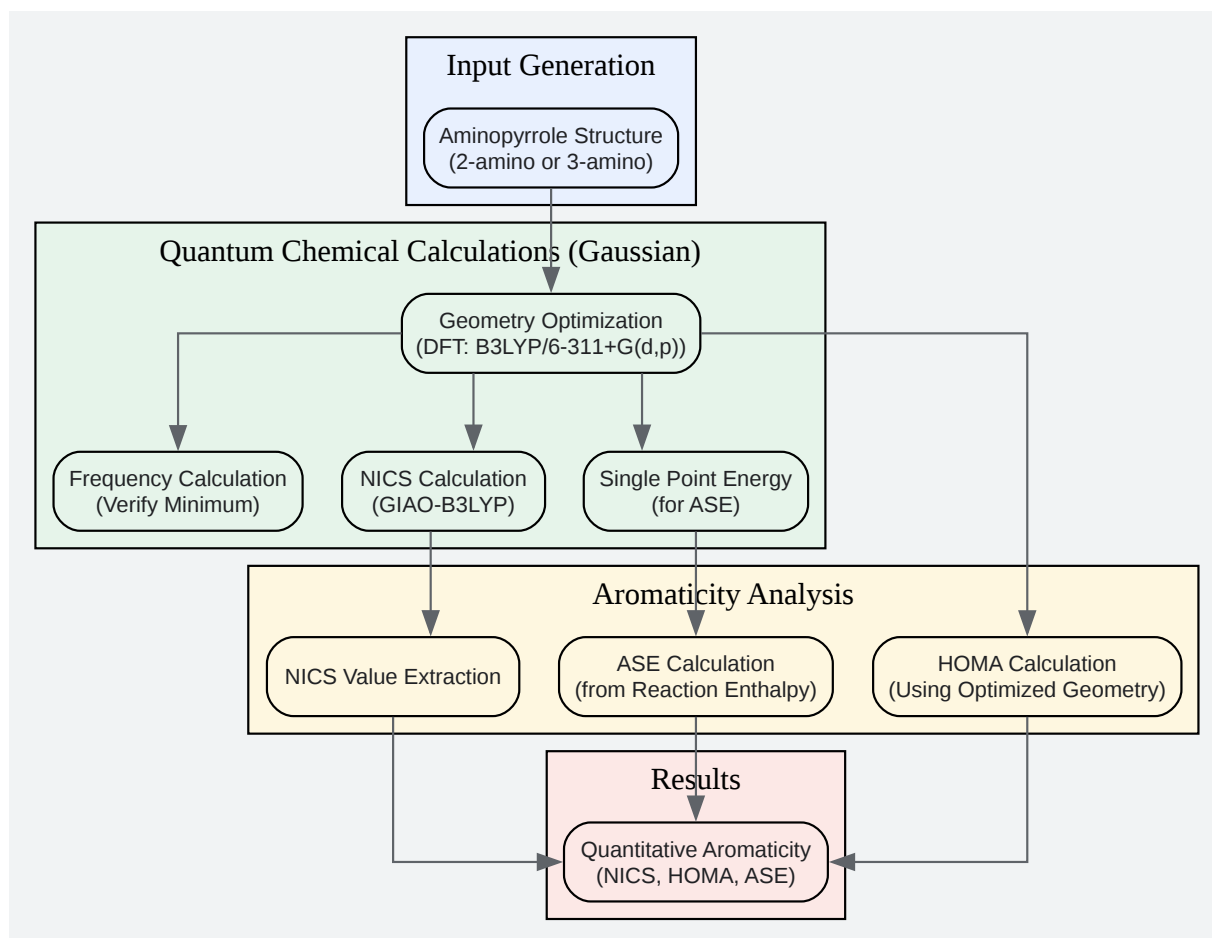 Input Generation
Aminopyrrole Structure
(2-amino or 3-amino)
Quantum Chemical Calculations (Gaussian)
Geometry Optimization
(DFT: B3LYP/6-311+G(d,p))
Frequency Calculation
(Verify Minimum)
NICS Calculation
(GIAO-B3LYP)
Single Point Energy
(for ASE)
Aromaticity Analysis
NICS Value Extraction
ASE Calculation
(from Reaction Enthalpy)
HOMA Calculation
(Using Optimized Geometry)
Results
Quantitative Aromaticity
(NICS, HOMA, ASE)